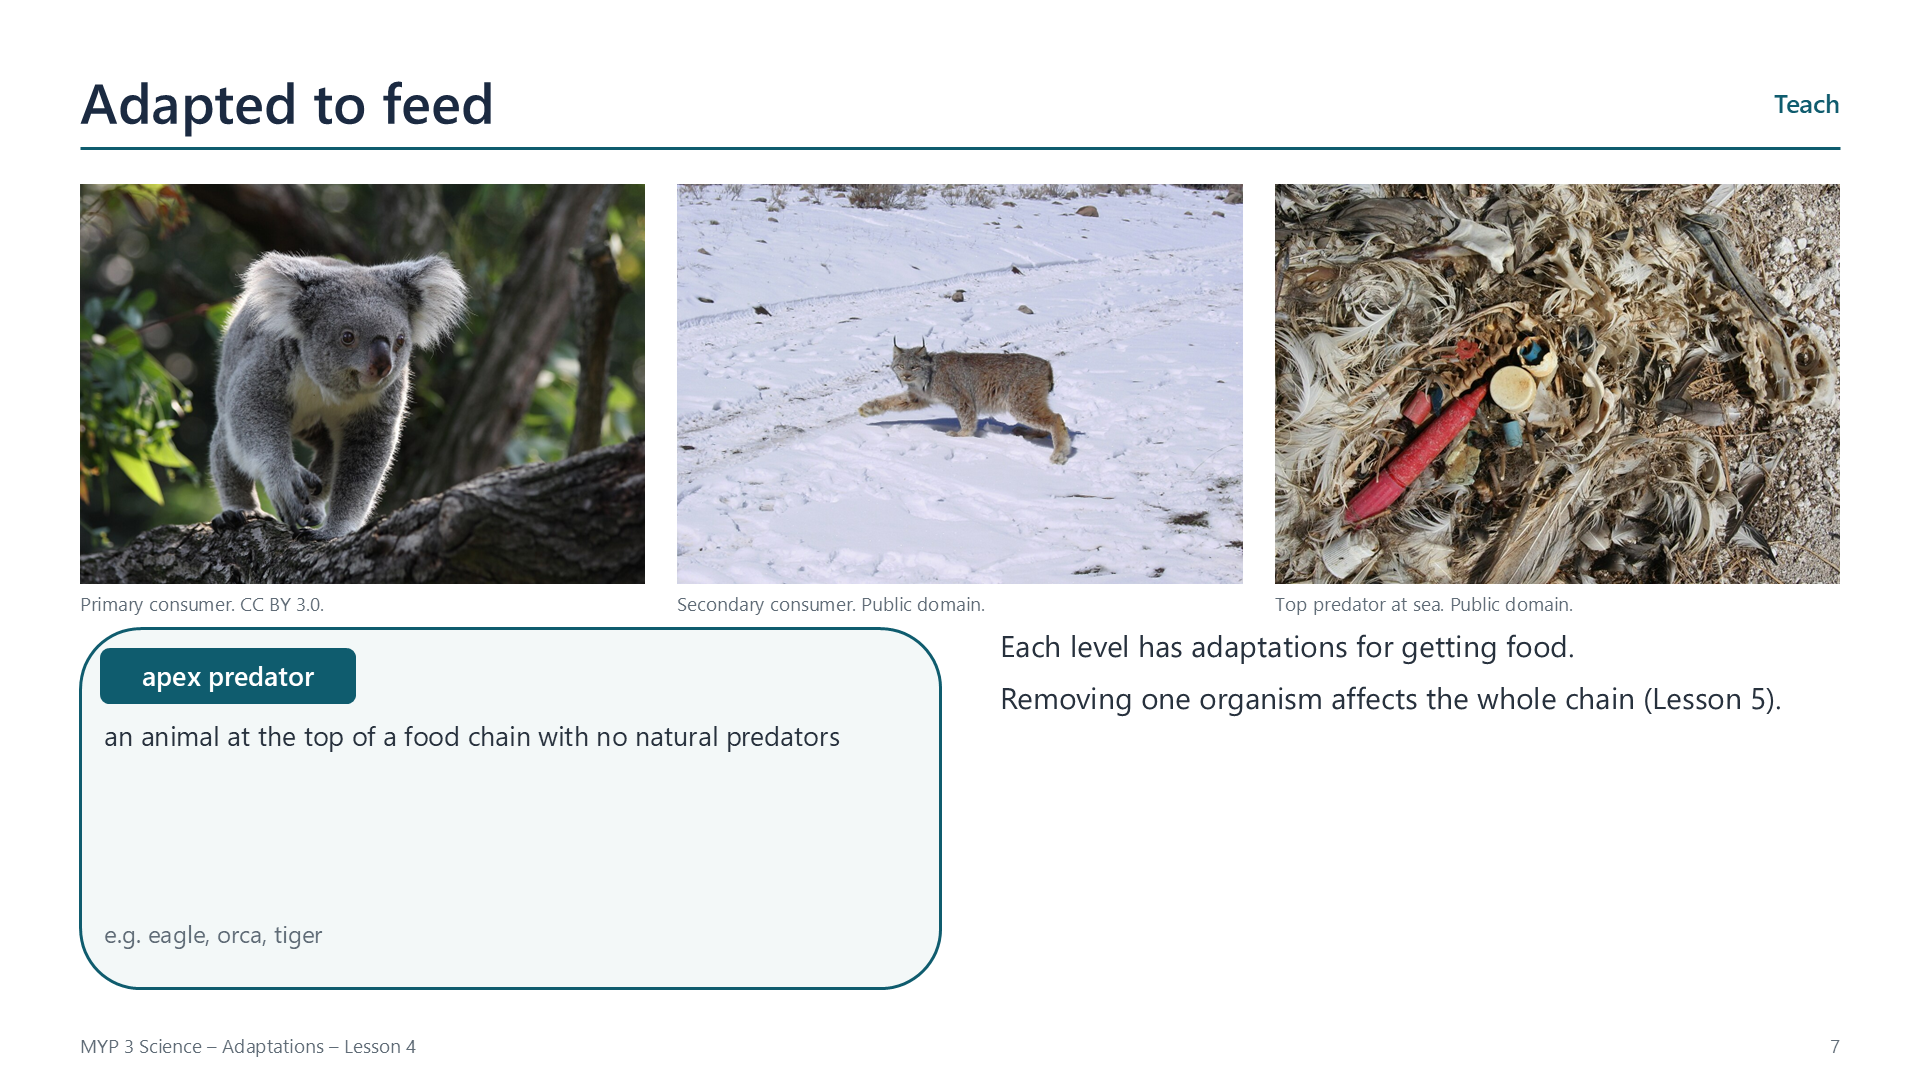 Adapted to feed
Teach
Primary consumer. CC BY 3.0.
Secondary consumer. Public domain.
Top predator at sea. Public domain.
apex predator
an animal at the top of a food chain with no natural predators
e.g. eagle, orca, tiger
Each level has adaptations for getting food.
Removing one organism affects the whole chain (Lesson 5).
MYP 3 Science – Adaptations – Lesson 4
7